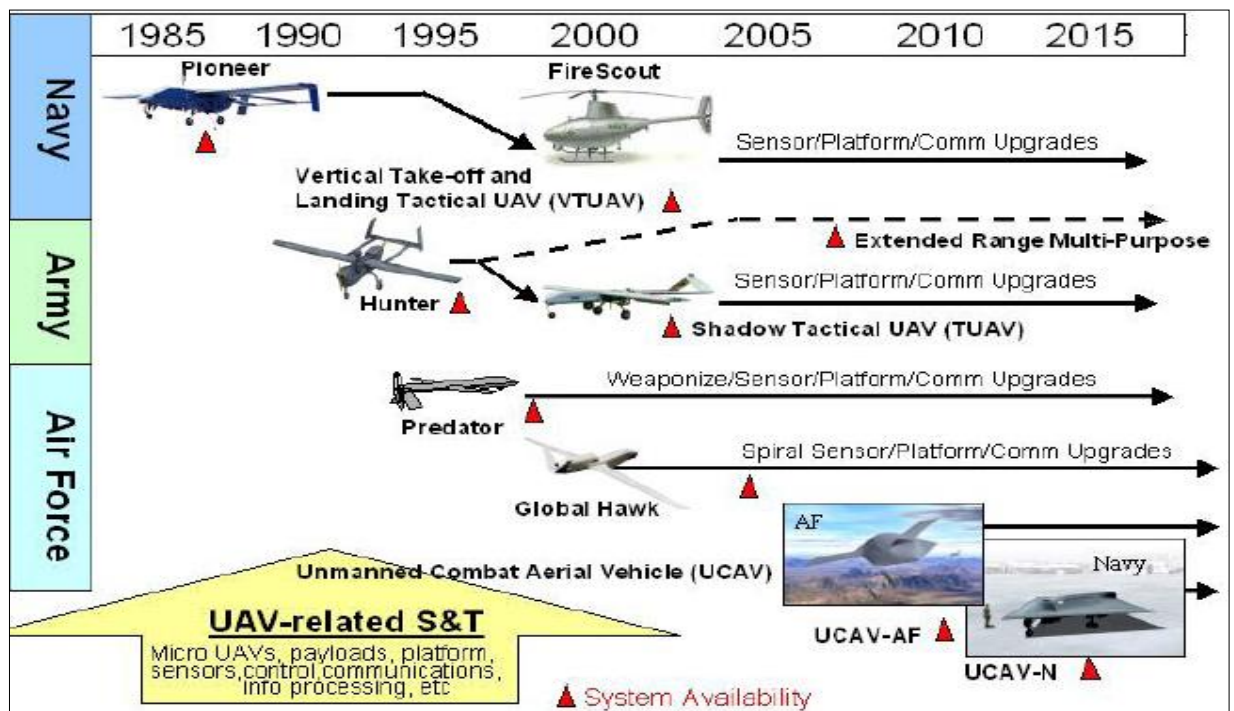 1985 1990 1995 2000 2005 2010 2015
Navy
Pioneer
FireScout
Sensor/Platform/Comm Upgrades
Vertical Take-off and
Landing Tactical UAV (VTUAV)
Army
Extended Range Multi-Purpose
Hunter
Sensor/Platform/Comm Upgrades
Shadow Tactical UAV (TUAV)
Air Force
Predator
Weaponize/Sensor/Platform/Comm Upgrades
Spiral Sensor/Platform/Comm Upgrades
Global Hawk
AF
Unmanned Combat Aerial Vehicle (UCAV)
Navy
UCAV-AF
UCAV-N
UAV-related S&T
Micro UAVs, payloads, platform,
sensors,control,communications,
info processing, etc
System Availability